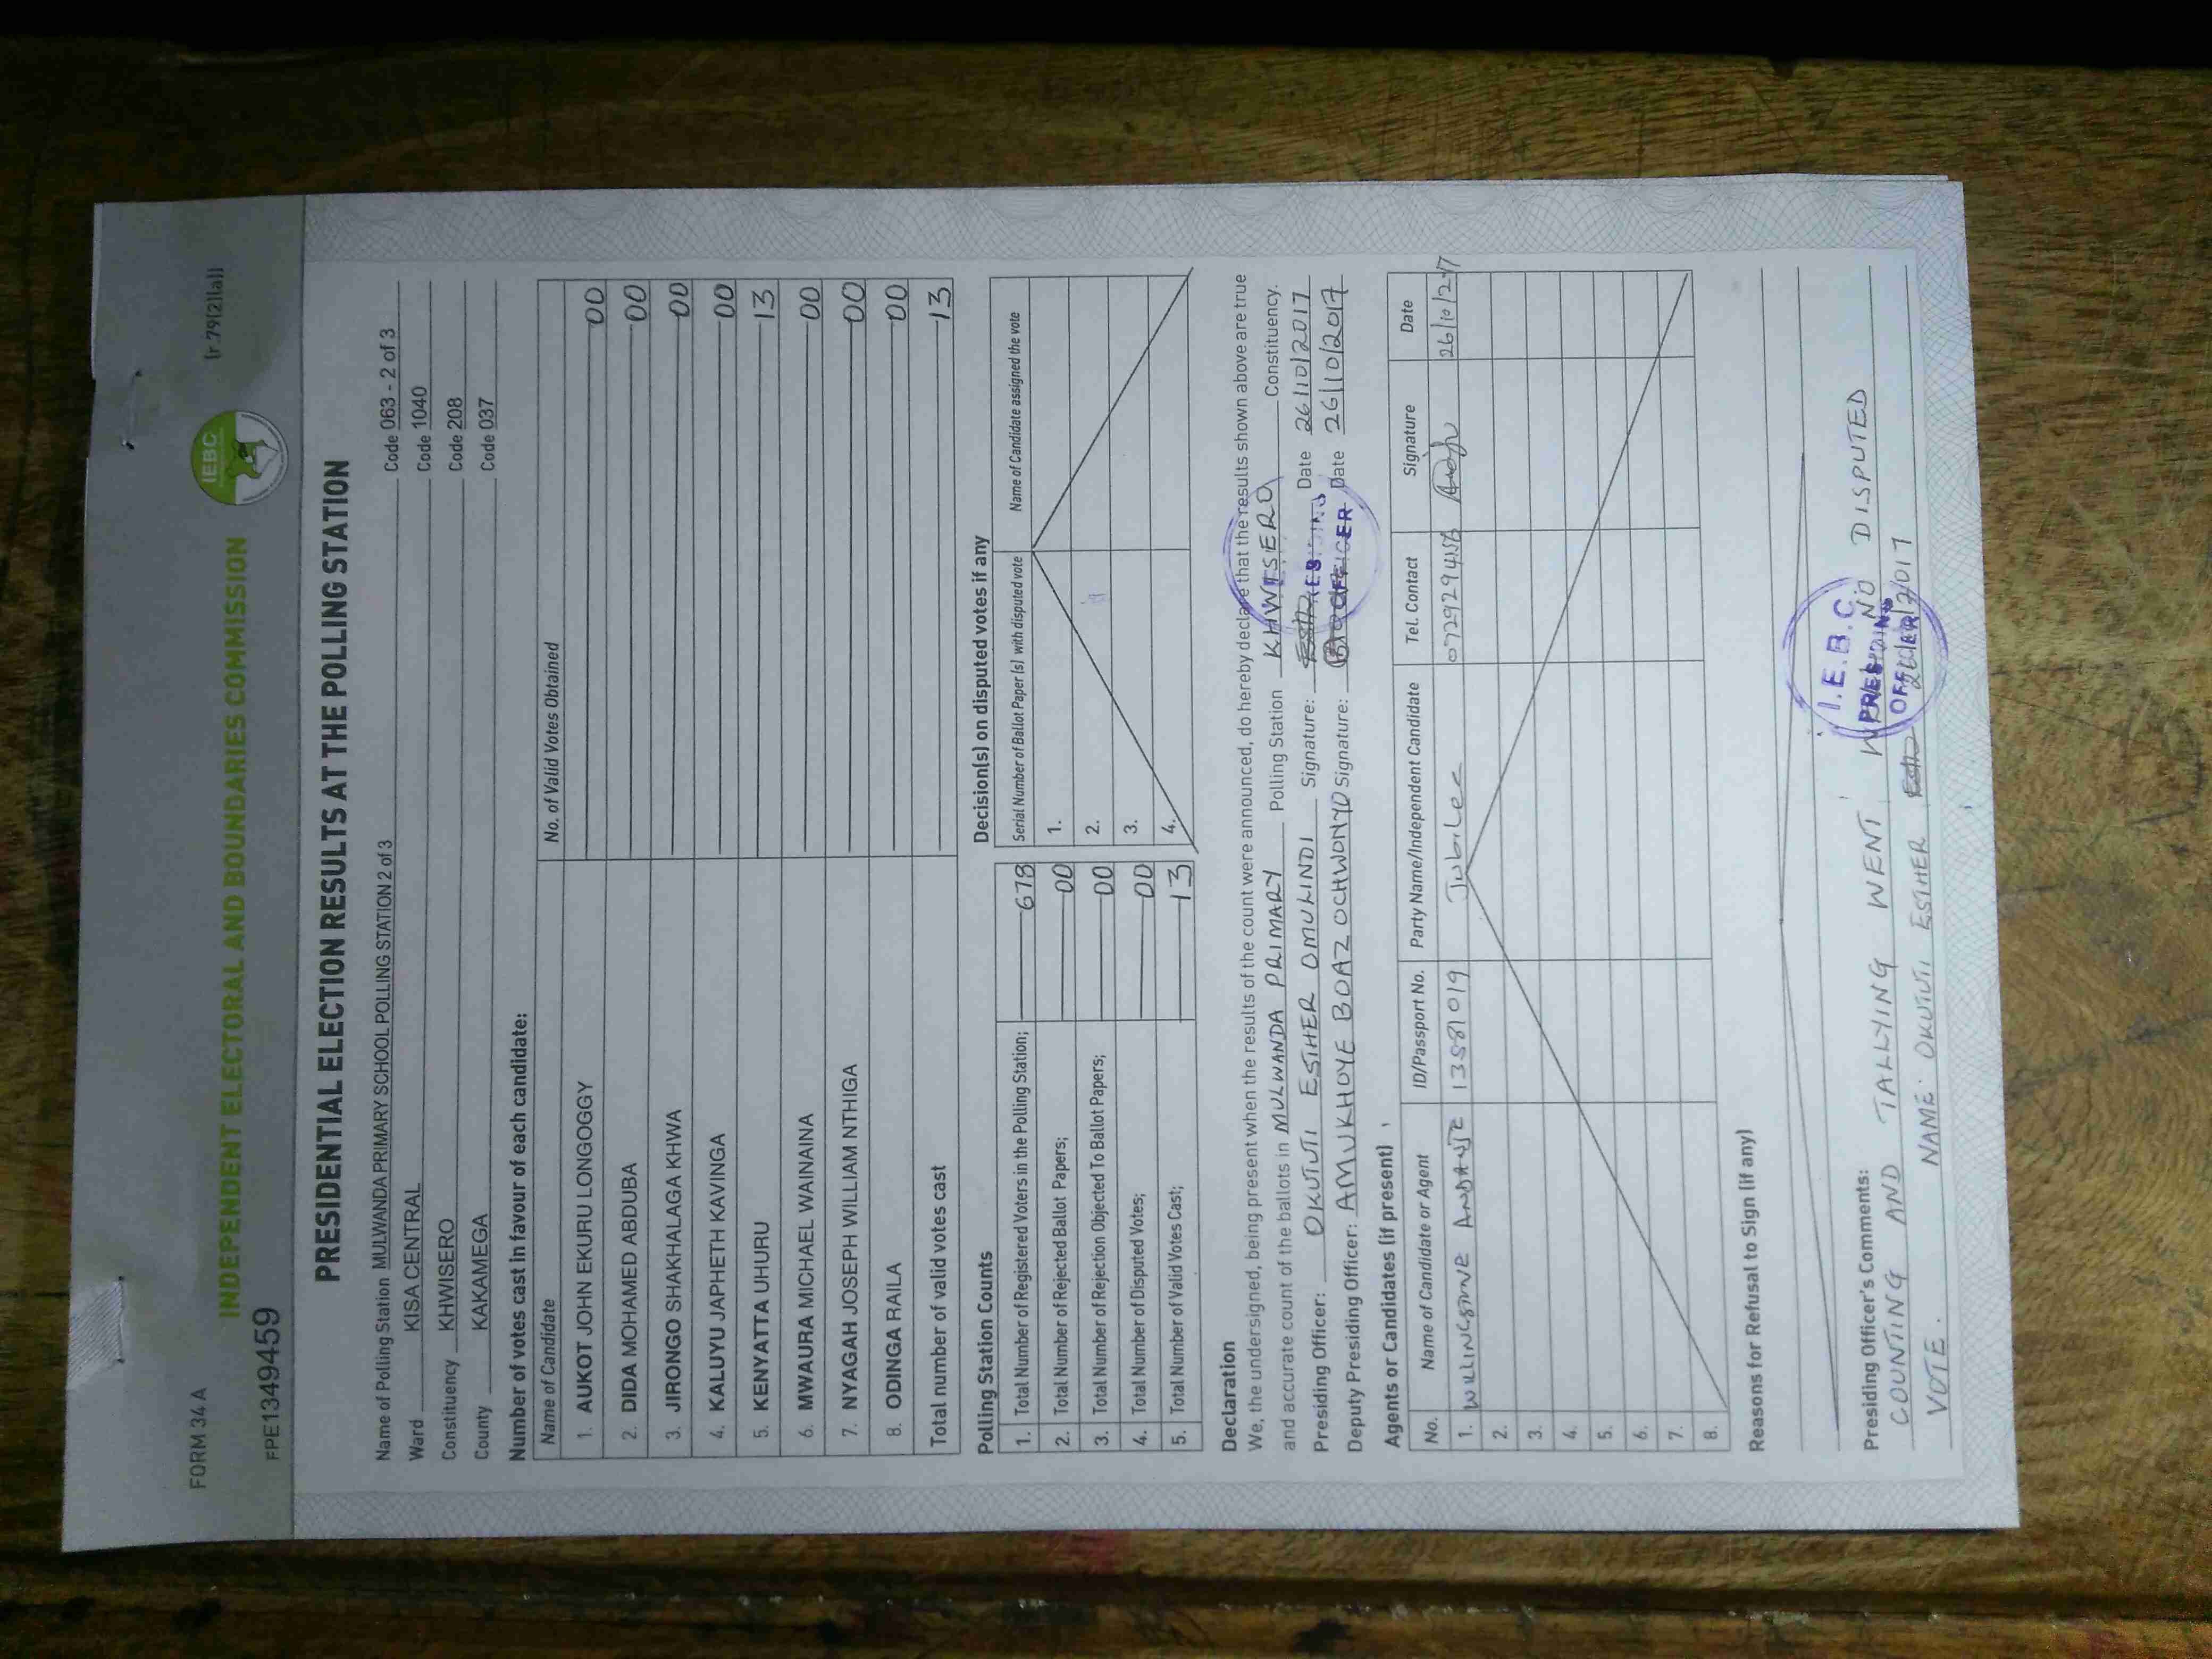 FORM 34 A
(r.79(2)(a))
INDEPENDENT ELECTORAL AND BOUNDARIES COMMISSION
IEBC
FPE1349459
PRESIDENTIAL ELECTION RESULTS AT THE POLLING STATION
Name of Polling Station MULWANDA PRIMARY SCHOOL POLLING STATION 2 of 3 Code 063 - 2 of 3
Ward KISA CENTRAL Code 1040
Constituency KHWISERO Code 208
County KAKAMEGA Code 037
Number of votes cast in favour of each candidate:
Name of Candidate No. of Valid Votes Obtained
1. AUKOT JOHN EKURU LONGOGGY 00
2. DIDA MOHAMED ABDUBA 00
3. JIRONGO SHAKHALAGA KHWA 00
4. KALUYU JAPHETH KAVINGA 00
5. KENYATTA UHURU 13
6. MWAURA MICHAEL WAINAINA 00
7. NYAGAH JOSEPH WILLIAM NTHIGA 00
8. ODINGA RAILA 00
Total number of valid votes cast 13
Polling Station Counts
1. Total Number of Registered Voters in the Polling Station; 678
2. Total Number of Rejected Ballot Papers; 00
3. Total Number of Rejection Objected To Ballot Papers; 00
4. Total Number of Disputed Votes; 00
5. Total Number of Valid Votes Cast; 13
Decision(s) on disputed votes if any
Serial Number of Ballot Paper (s) with disputed vote Name of Candidate assigned the vote
1.
2.
3.
4.
Declaration
We, the undersigned, being present when the results of the count were announced, do hereby declare that the results shown above are true
and accurate count of the ballots in MULWANDA PRIMARY Polling Station KHWISERO Constituency.
Presiding Officer: OKUTUTI ESTHER OMULINDI Signature: Date 26/10/2017
Deputy Presiding Officer: AMUKHOYE BOAZ OCHWONYO Signature: Date 26/10/2017
PRESIDING
OFFICER
Agents or Candidates (if present)
No. Name of Candidate or Agent ID/Passport No. Party Name/Independent Candidate Tel. Contact Signature Date
1. 13581019 Jubilee
2.
3.
4.
5.
6.
7.
8.
Reasons for Refusal to Sign (if any)
Presiding Officer's Comments:
COUNTING AND TALLYING WENT NO DISPUTED
VOTE. NAME: OKUTUTI ESTHER
I.E.B.C.
PRESIDING
OFFICER